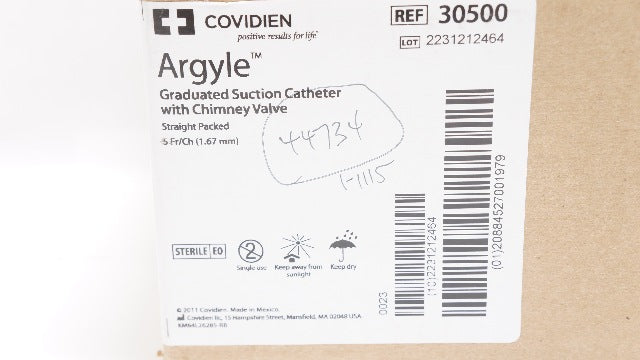 COVIDIEN
positive results for life™
REF 30500
LOT 2231212464
Argyle™
Graduated Suction Catheter
with Chimney Valve
Straight Packed
5 Fr/Ch (1.67 mm)
44734
1-1115
STERILE EO
2
Single use
Keep away from
sunlight
Keep dry
0023
(10)2231212464
(01)20884527001979
© 2011 Covidien. Made in Mexico.
Covidien llc, 15 Hampshire Street, Mansfield, MA 02048 USA